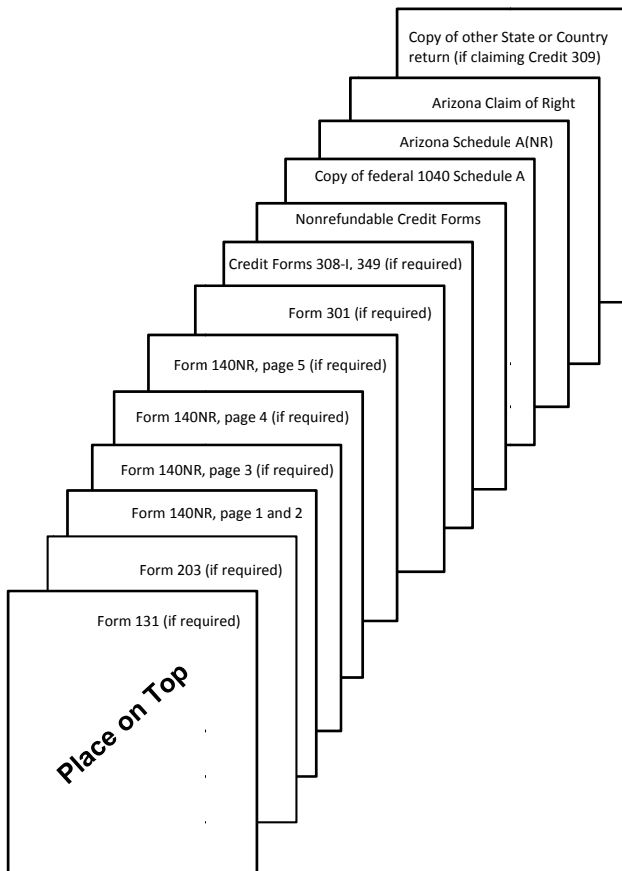 Copy of other State or Country
return (if claiming Credit 309)
Arizona Claim of Right
Arizona Schedule A(NR)
Copy of federal 1040 Schedule A
Nonrefundable Credit Forms
Credit Forms 308-I, 349 (if required)
Form 301 (if required)
Form 140NR, page 5 (if required)
Form 140NR, page 4 (if required)
Form 140NR, page 3 (if required)
Form 140NR, page 1 and 2
Form 203 (if required)
Form 131 (if required)
Place on Top